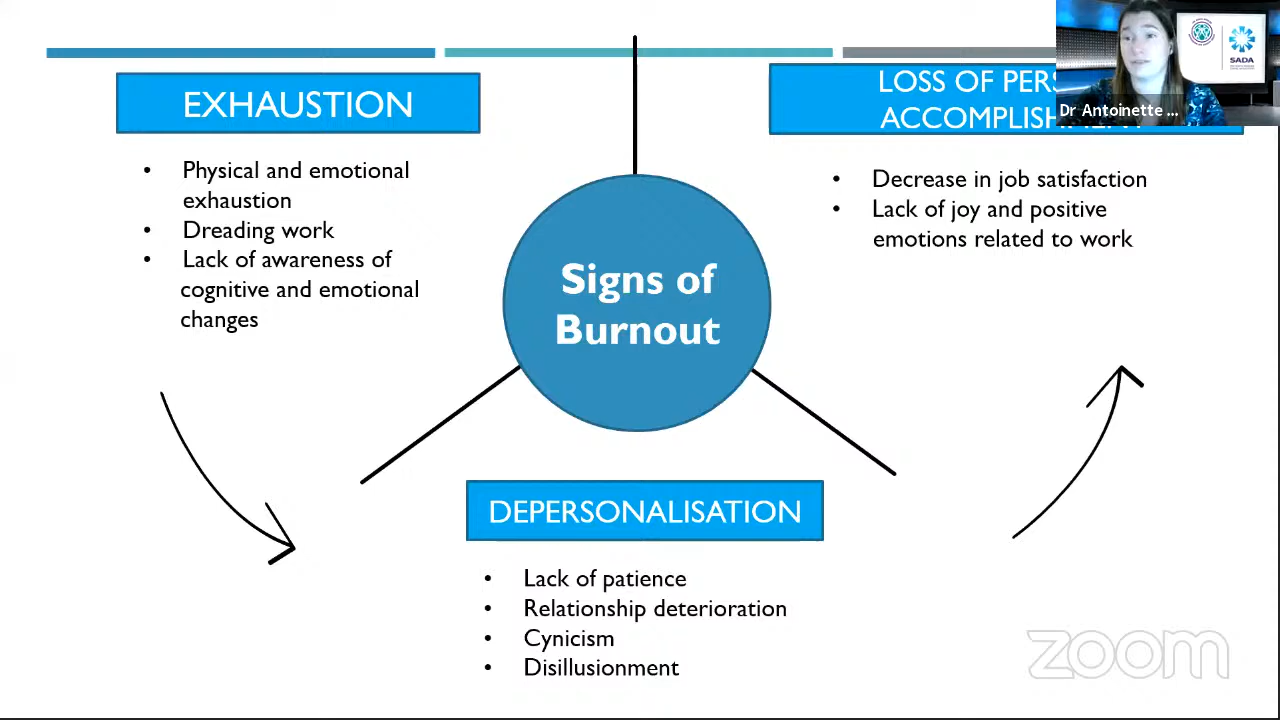 EXHAUSTION
Physical and emotional
exhaustion
Dreading work
Lack of awareness of
cognitive and emotional
changes
LOSS OF
Decrease in job satisfaction
Lack of joy and positive
emotions related to work
Signs of
Burnout
DEPERSONALISATION
Lack of patience
Relationship deterioration
Cynicism
Disillusionment
SADA
Dr Antoinette ...
zoom